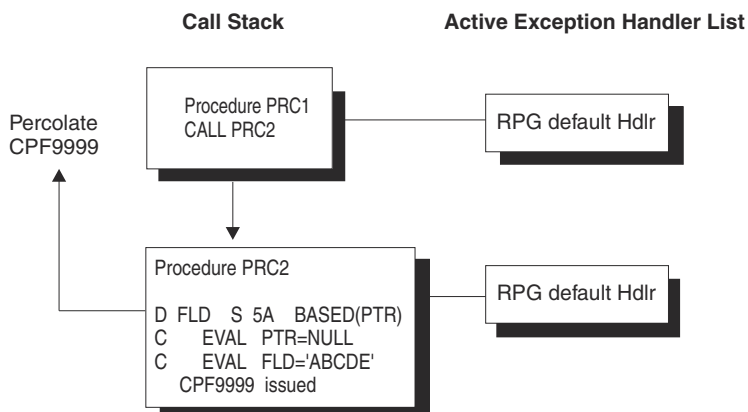 Call Stack
Active Exception Handler List
Procedure PRC1
CALL PRC2
RPG default Hdlr
Percolate
CPF9999
Procedure PRC2
D FLD S 5A BASED(PTR)
C EVAL PTR=NULL
C EVAL FLD='ABCDE'
CPF9999 issued
RPG default Hdlr